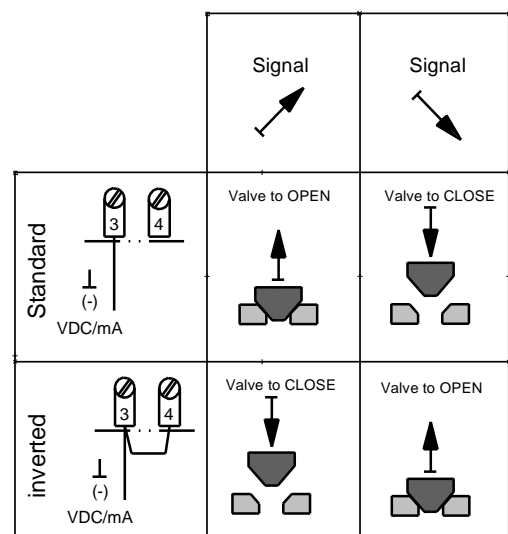 Signal
Signal
Standard
3 4
(-)
VDC/mA
Valve to OPEN
Valve to CLOSE
inverted
3 4
(-)
VDC/mA
Valve to CLOSE
Valve to OPEN